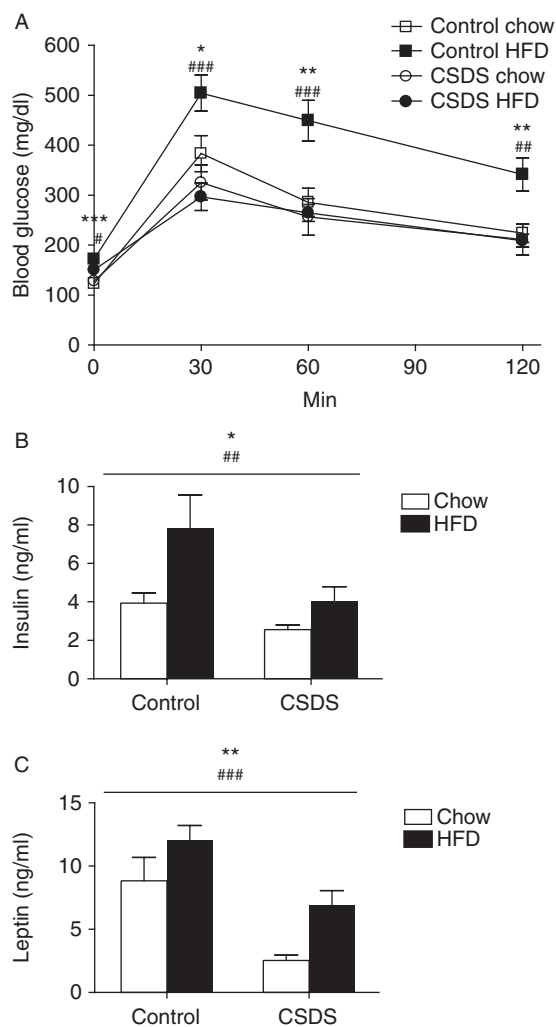 A
Control chow
Control HFD
CSDS chow
CSDS HFD
Blood glucose (mg/dl)
600
500
400
300
200
100
0
***
#
*
###
**
###
**
##
0
30
60
90
120
Min
B
*
##
Insulin (ng/ml)
10
8
6
4
2
0
Chow
HFD
Control
CSDS
C
**
###
Leptin (ng/ml)
15
10
5
0
Chow
HFD
Control
CSDS